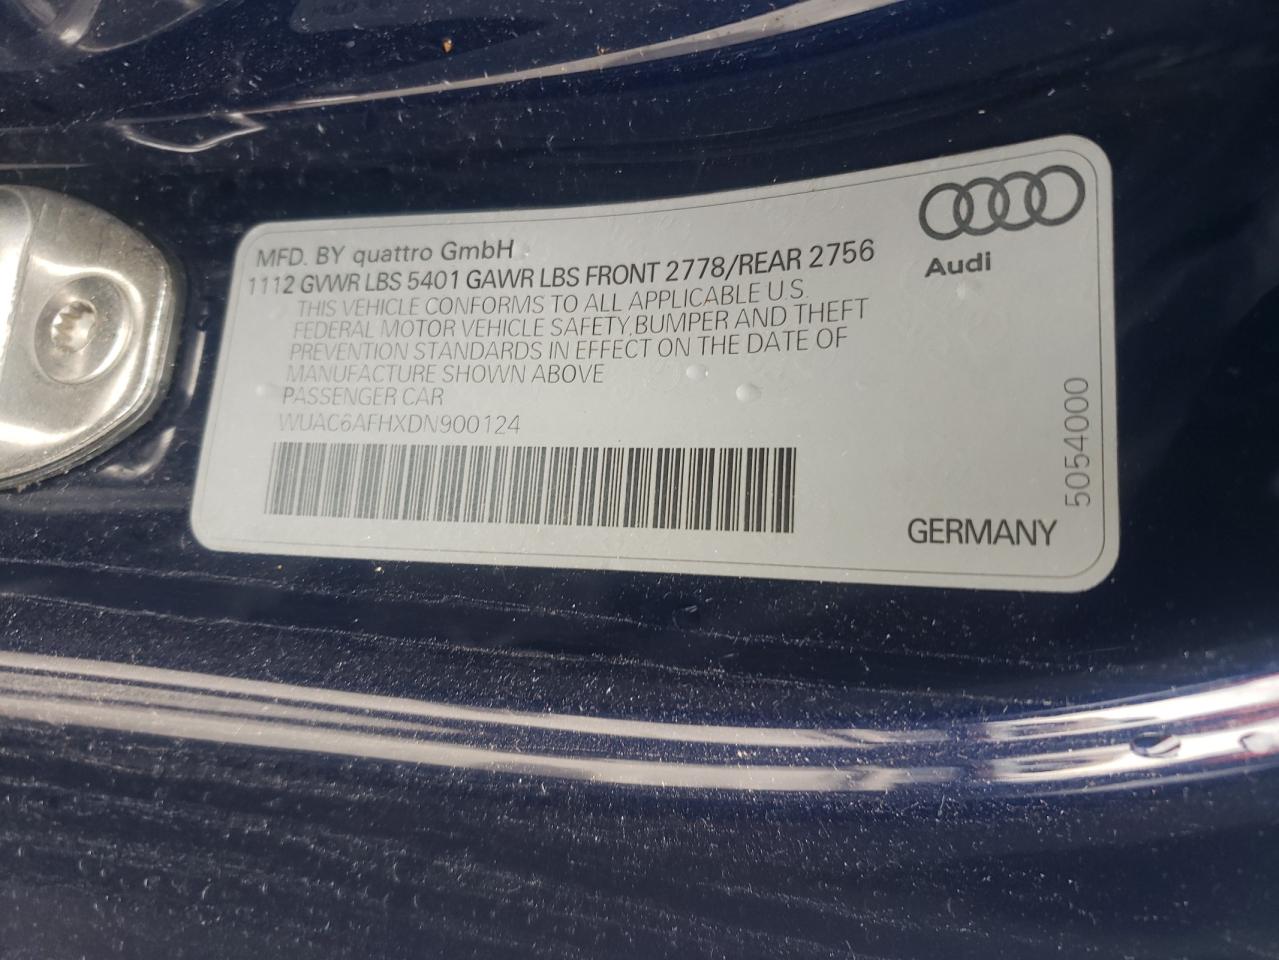 Audi
MFD. BY quattro GmbH
1112 GVWR LBS 5401 GAWR LBS FRONT 2778/REAR 2756
THIS VEHICLE CONFORMS TO ALL APPLICABLE U.S.
FEDERAL MOTOR VEHICLE SAFETY,BUMPER AND THEFT
PREVENTION STANDARDS IN EFFECT ON THE DATE OF
MANUFACTURE SHOWN ABOVE
PASSENGER CAR
WUAC6AFHXDN900124
GERMANY
5054000